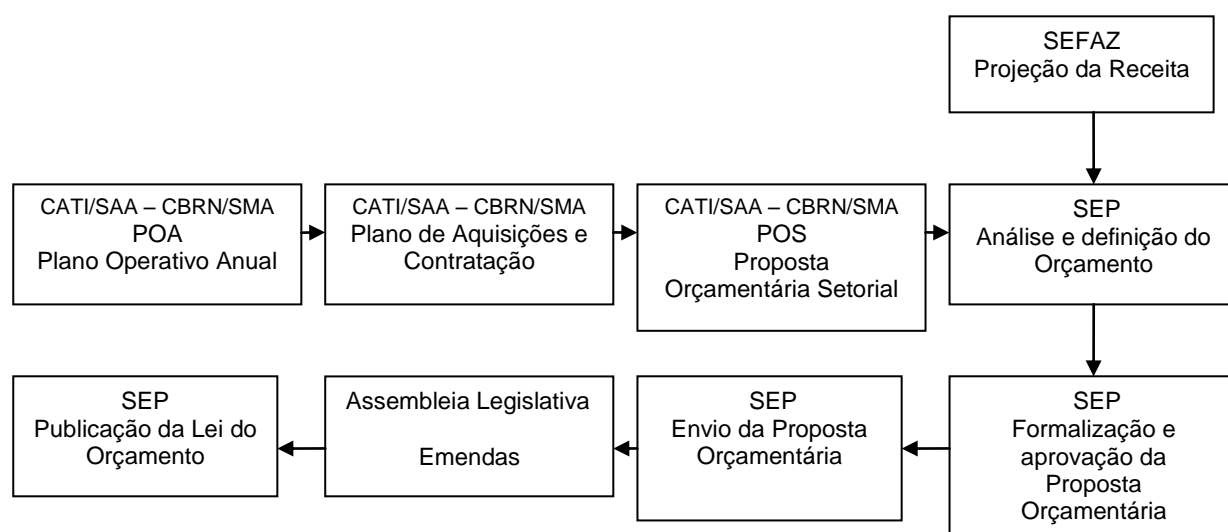 SEFAZ
Projeção da Receita
CATI/SAA – CBRN/SMA
POA
Plano Operativo Anual
CATI/SAA – CBRN/SMA
Plano de Aquisições e
Contratação
CATI/SAA – CBRN/SMA
POS
Proposta
Orçamentária Setorial
SEP
Análise e definição do
Orçamento
SEP
Formalização e
aprovação da
Proposta
Orçamentária
SEP
Envio da Proposta
Orçamentária
Assembleia Legislativa
Emendas
SEP
Publicação da Lei do
Orçamento